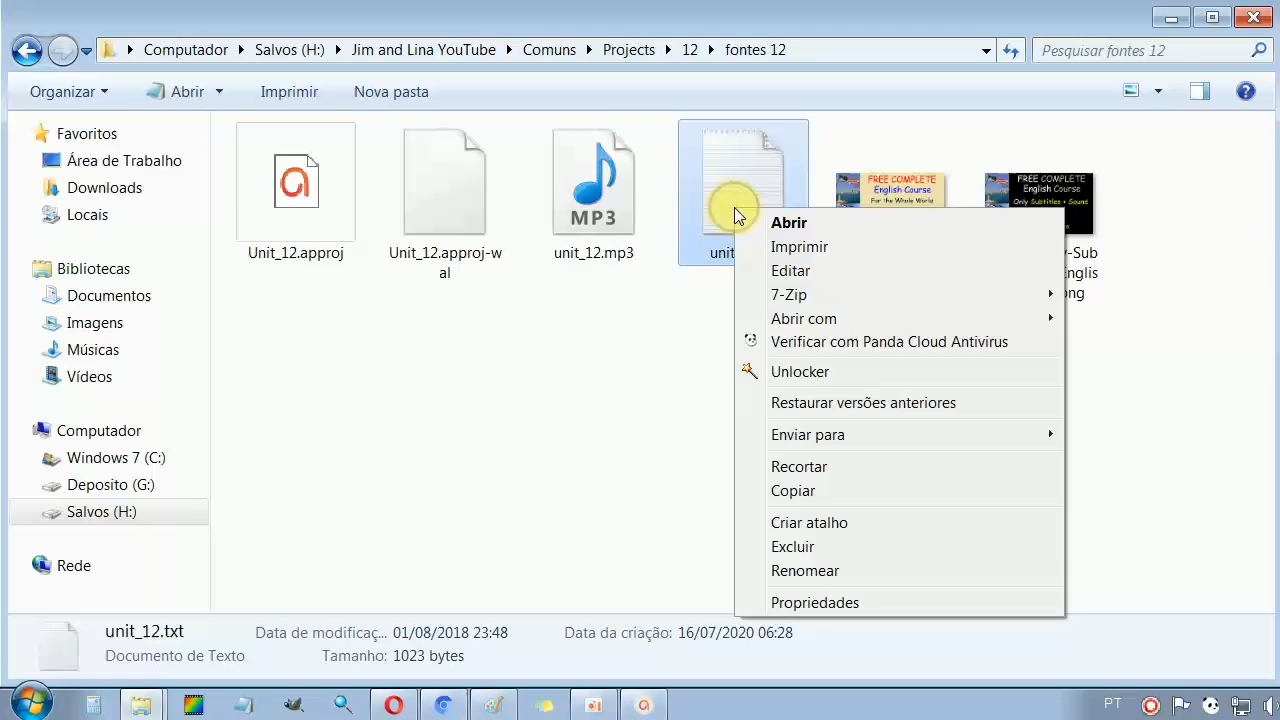 Computador Salvos (H:) Jim and Lina YouTube Comuns Projects 12 fontes 12
Pesquisar fontes 12
Organizar Abrir Imprimir Nova pasta
Favoritos
Área de Trabalho
Downloads
Locais
Bibliotecas
Documentos
Imagens
Músicas
Vídeos
Computador
Windows 7 (C:)
Deposito (G:)
Salvos (H:)
Rede
Unit_12.approj
Unit_12.approj-w
al
MP3
unit_12.mp3
unit
FREE COMPLETE
English Course
For the Whole World
FREE COMPLETE
English Course
Only Subtitles + Sound
y-Sub
Englis
ong
Abrir
Imprimir
Editar
7-Zip
Abrir com
Verificar com Panda Cloud Antivirus
Unlocker
Restaurar versões anteriores
Enviar para
Recortar
Copiar
Criar atalho
Excluir
Renomear
Propriedades
unit_12.txt
Documento de Texto
Data de modificaç... 01/08/2018 23:48
Tamanho: 1023 bytes
Data da criação: 16/07/2020 06:28
PT